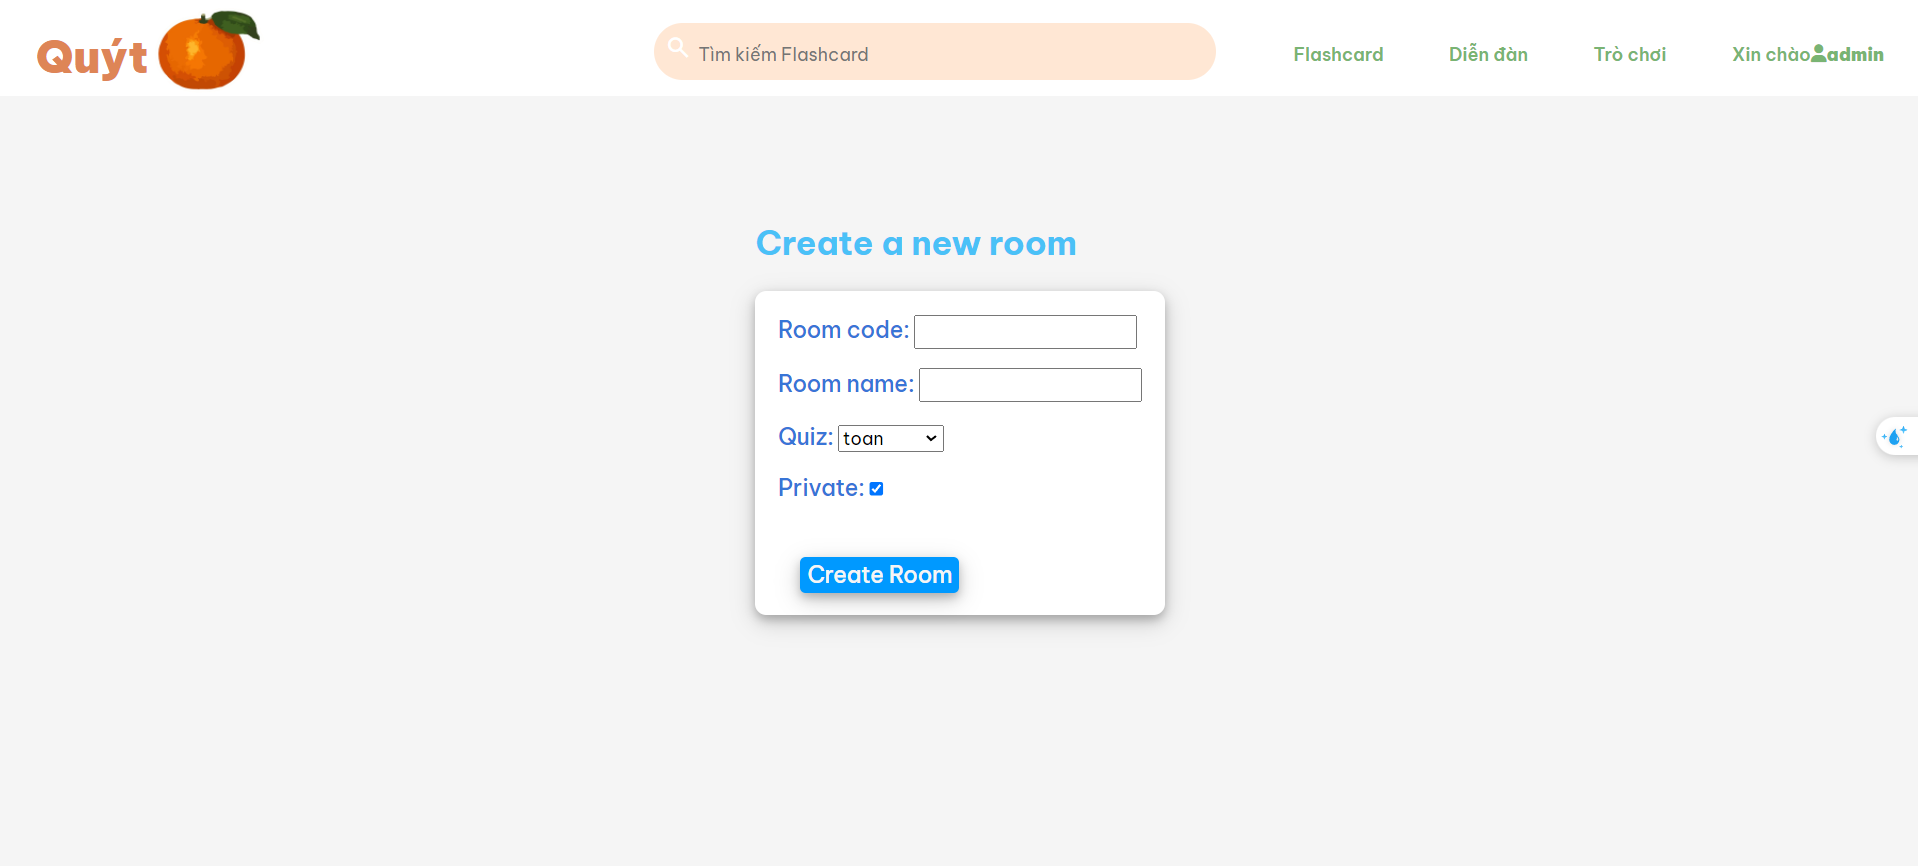 Quýt
Tìm kiếm Flashcard
Flashcard
Diễn đàn
Trò chơi
Xin chào admin
Create a new room
Room code:
Room name:
Quiz: toan
Private:
Create Room